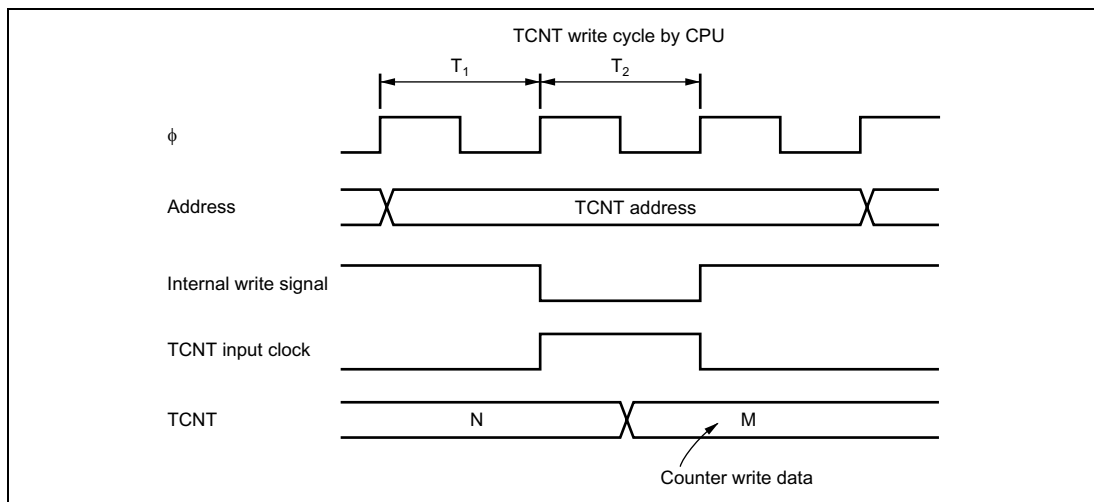 TCNT write cycle by CPU
T1 T2
ϕ
Address TCNT address
Internal write signal
TCNT input clock
TCNT N M
Counter write data